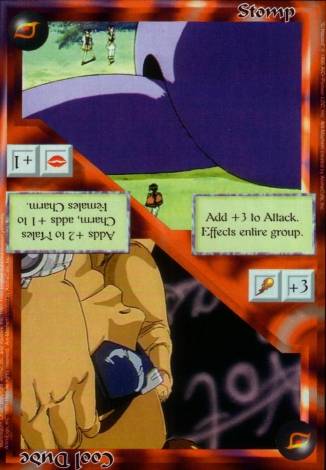 Stomp
Add +3 to Attack.
Effects entire group.
+3
Cool Dude
Adds +2 to Males
Charm, adds +1 to
Females Charm.
+1